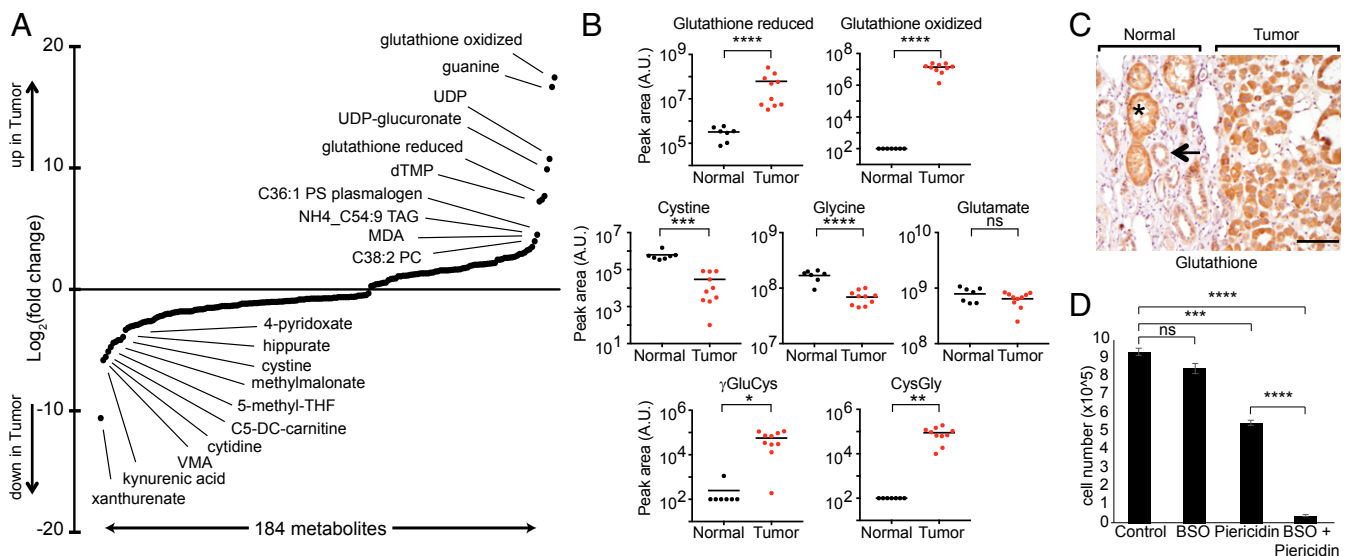 A
up in Tumor
down in Tumor
Log2(fold change)
20
10
0
-10
-20
glutathione oxidized
guanine
UDP
UDP-glucuronate
glutathione reduced
dTMP
C36:1 PS plasmalogen
NH4_C54:9 TAG
MDA
C38:2 PC
4-pyridoxate
hippurate
cystine
methylmalonate
5-methyl-THF
C5-DC-carnitine
cytidine
VMA
kynurenic acid
xanthurenate
184 metabolites
B
Glutathione reduced
****
Peak area (A.U.)
10^9
10^7
10^5
Normal Tumor
Glutathione oxidized
****
10^8
10^7
10^6
10^5
10^4
10^3
10^2
Normal Tumor
Cystine
***
Peak area (A.U.)
10^7
10^5
10^3
10^1
Normal Tumor
Glycine
****
10^9
10^8
10^7
Normal Tumor
Glutamate
ns
10^10
10^9
10^8
Normal Tumor
γGluCys
*
Peak area (A.U.)
10^6
10^4
10^2
Normal Tumor
CysGly
**
10^6
10^4
10^2
Normal Tumor
C
Normal Tumor
*
Glutathione
D
****
***
ns
****
cell number (x10^5)
10
9
8
7
6
5
4
3
2
1
0
Control BSO Piericidin BSO +
Piericidin